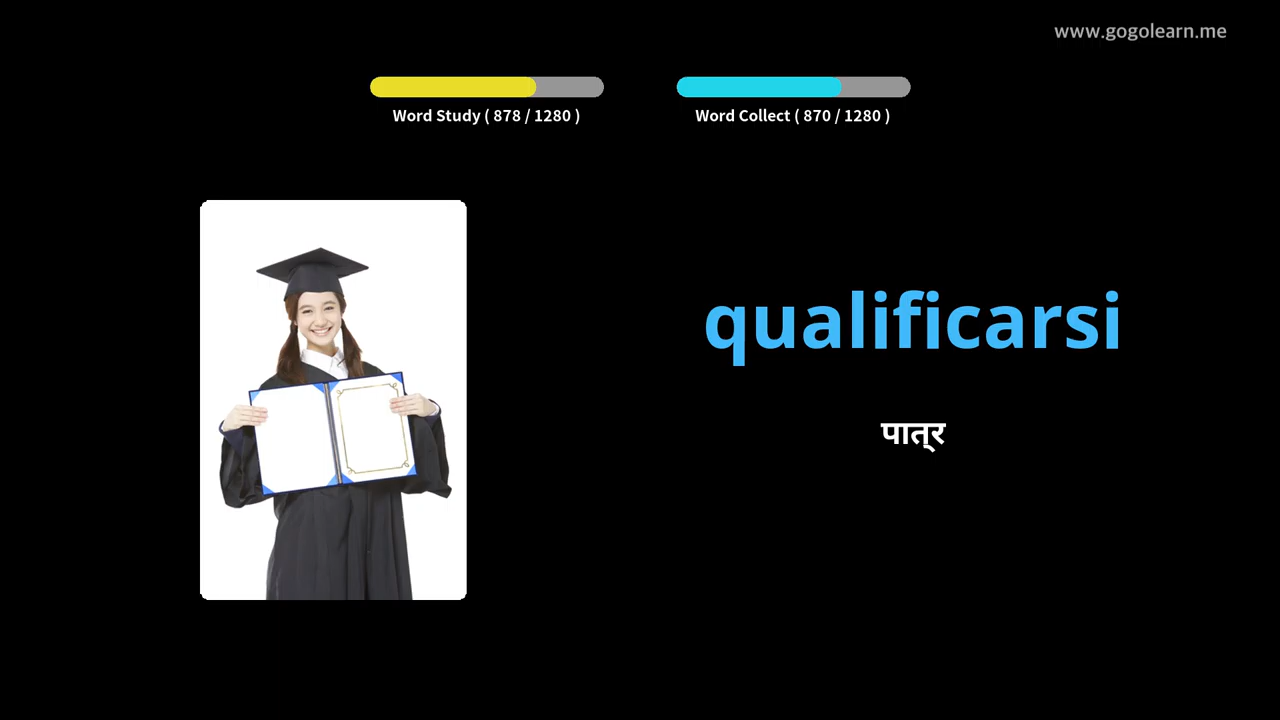 www.gogolearn.me
Word Study ( 878 / 1280 )
Word Collect ( 870 / 1280 )
qualificarsi
पात्र